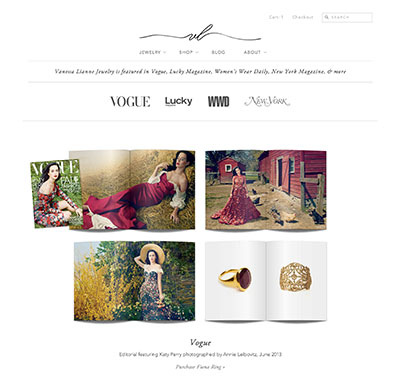 Cart: 1 Checkout SEARCH
vl
JEWELRY SHOP BLOG ABOUT
Vanessa Lianne Jewelry is featured in Vogue, Lucky Magazine, Women's Wear Daily, New York Magazine, & more
VOGUE Lucky WWD NEW YORK
VOGUE
Vogue
Editorial featuring Katy Perry photographed by Annie Leibovitz, June 2013
Purchase Fiona Ring »